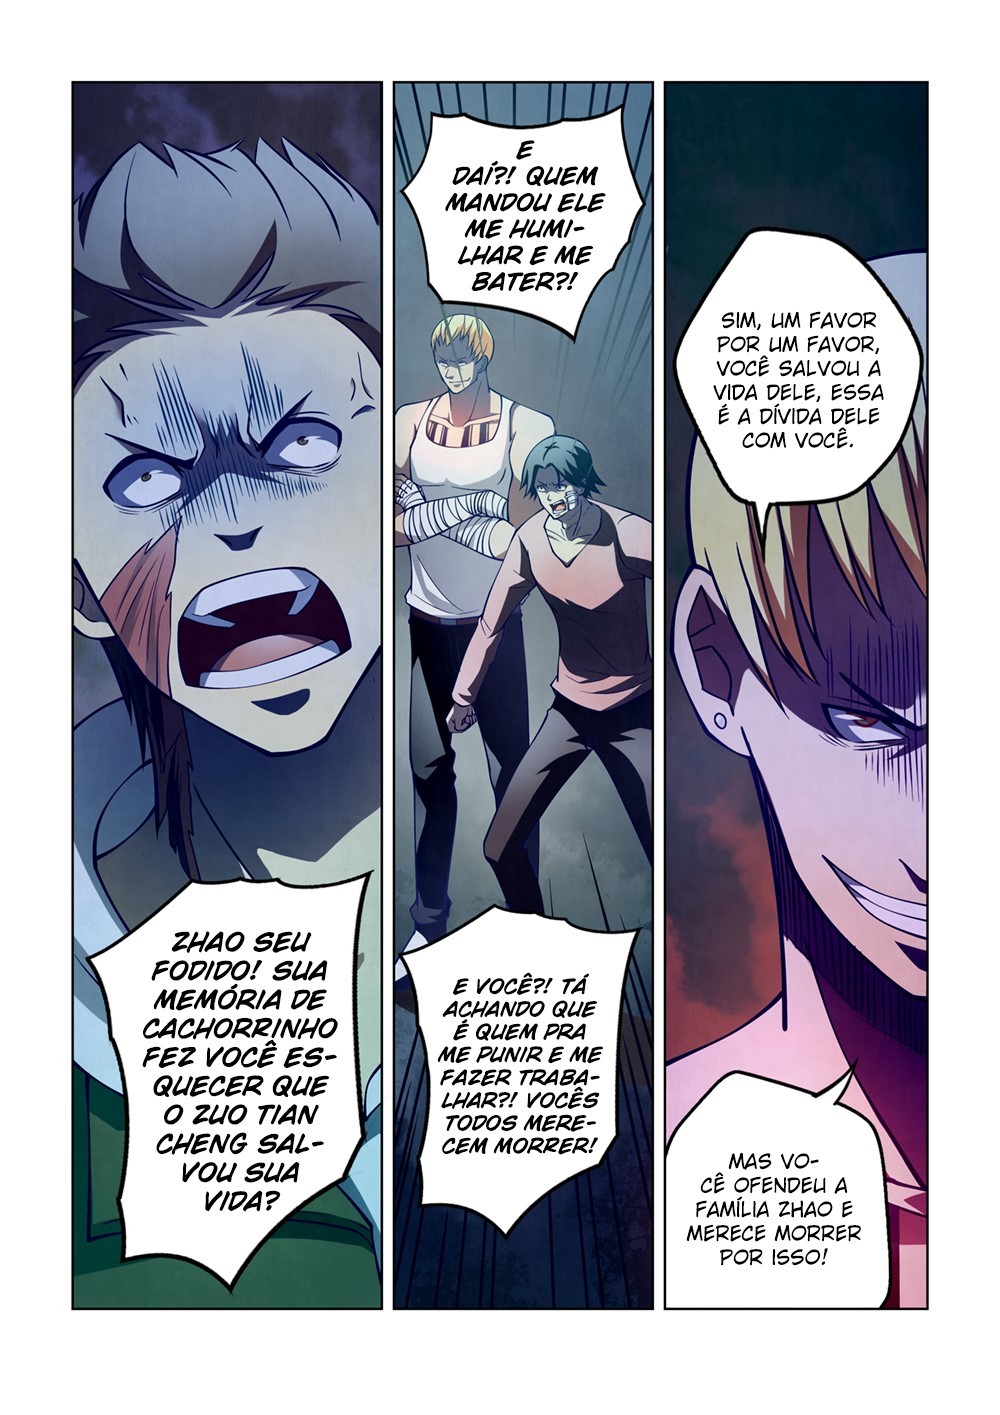 ZHAO SEU
FODIDO! SUA
MEMÓRIA DE
CACHORRINHO
FEZ VOCÊ ES-
QUECER QUE
O ZUO TIAN
CHENG SAL-
VOU SUA
VIDA?
E
DAÍ?! QUEM
MANDOU ELE
ME HUMI-
LHAR E ME
BATER?!
E VOCÊ?! TÁ
ACHANDO QUE
É QUEM PRA
ME PUNIR E ME
FAZER TRABA-
LHAR?! VOCÊS
TODOS MERE-
CEM MORRER!
SIM, UM FAVOR
POR UM FAVOR,
VOCÊ SALVOU A
VIDA DELE, ESSA
É A DÍVIDA DELE
COM VOCÊ.
MAS VO-
CÊ OFENDEU A
FAMÍLIA ZHAO E
MERECE MORRER
POR ISSO!